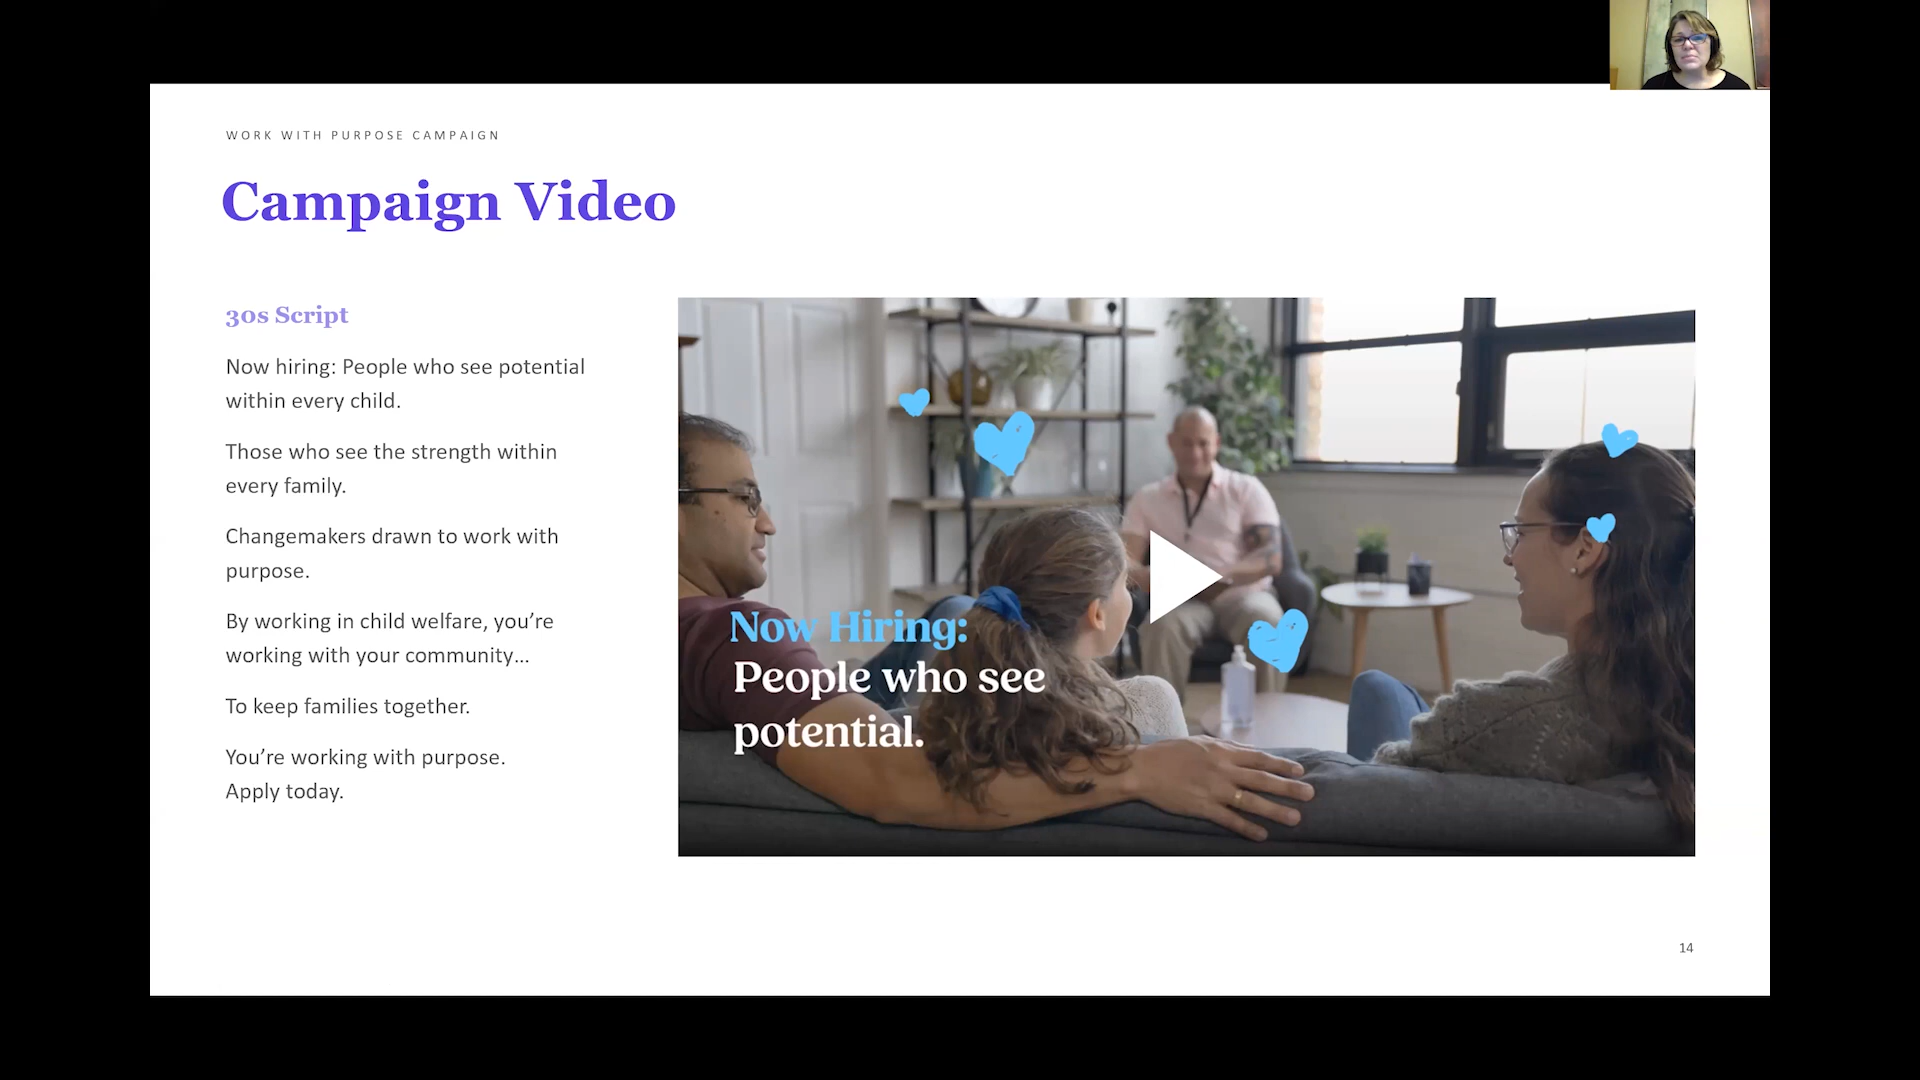 WORK WITH PURPOSE CAMPAIGN
Campaign Video
30s Script
Now hiring: People who see potential
within every child.
Those who see the strength within
every family.
Changemakers drawn to work with
purpose.
By working in child welfare, you’re
working with your community…
To keep families together.
You’re working with purpose.
Apply today.
Now Hiring:
People who see
potential.
14